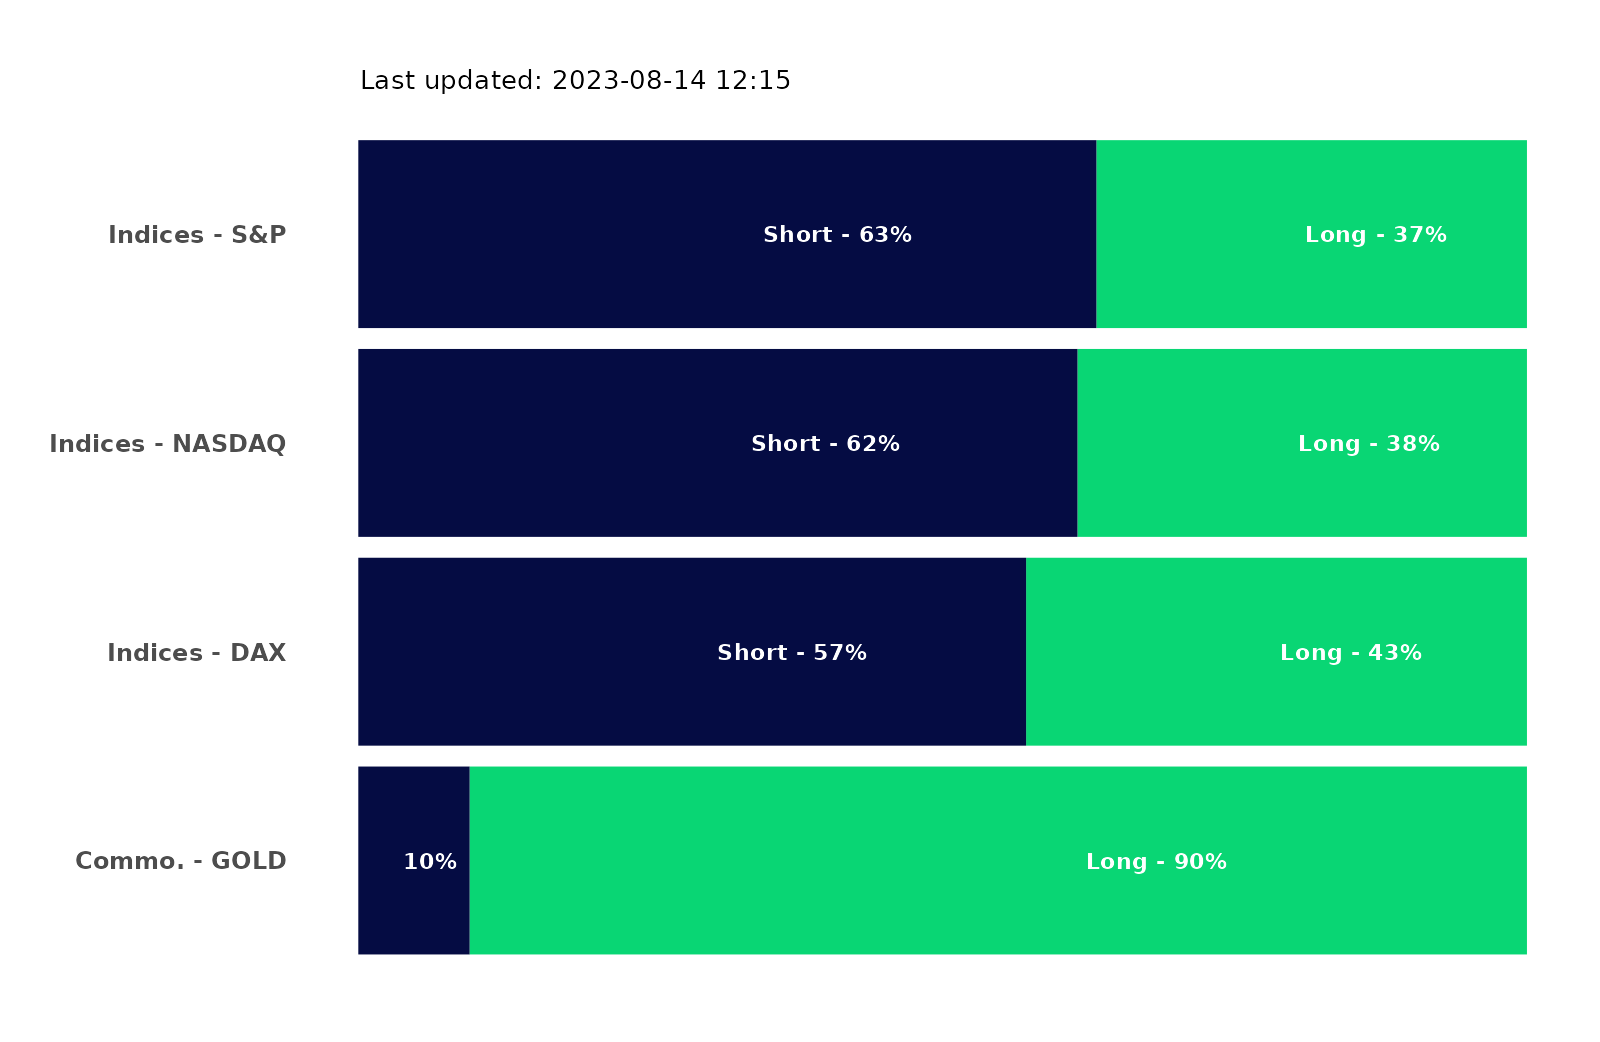 Last updated: 2023-08-14 12:15
Indices - S&P Short - 63% Long - 37%
Indices - NASDAQ Short - 62% Long - 38%
Indices - DAX Short - 57% Long - 43%
Commo. - GOLD 10% Long - 90%